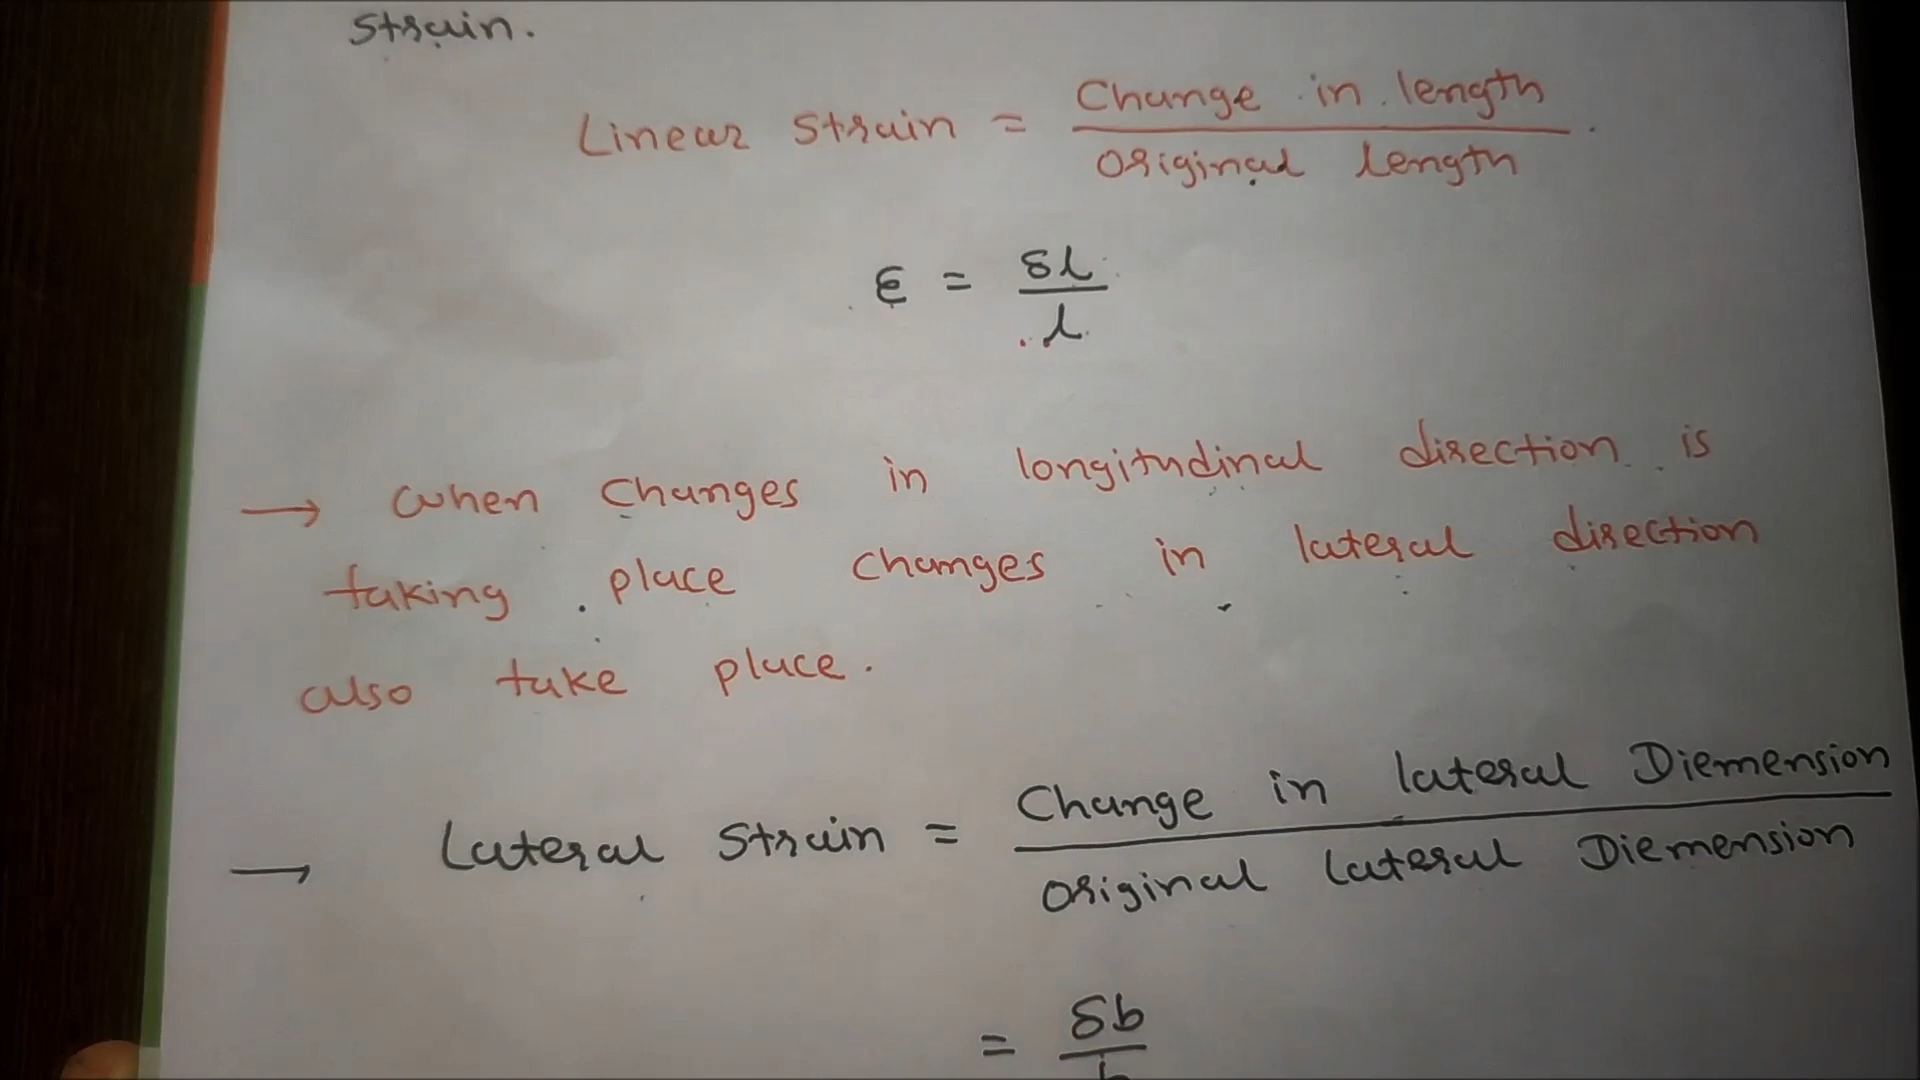 Strain.
Linear Strain = Change in length / original length
ε = δl / l
→ when changes in longitudinal direction is
taking place changes in lateral direction
also take place.
→ Lateral Strain = Change in lateral Diemension / original lateral Diemension
= δb